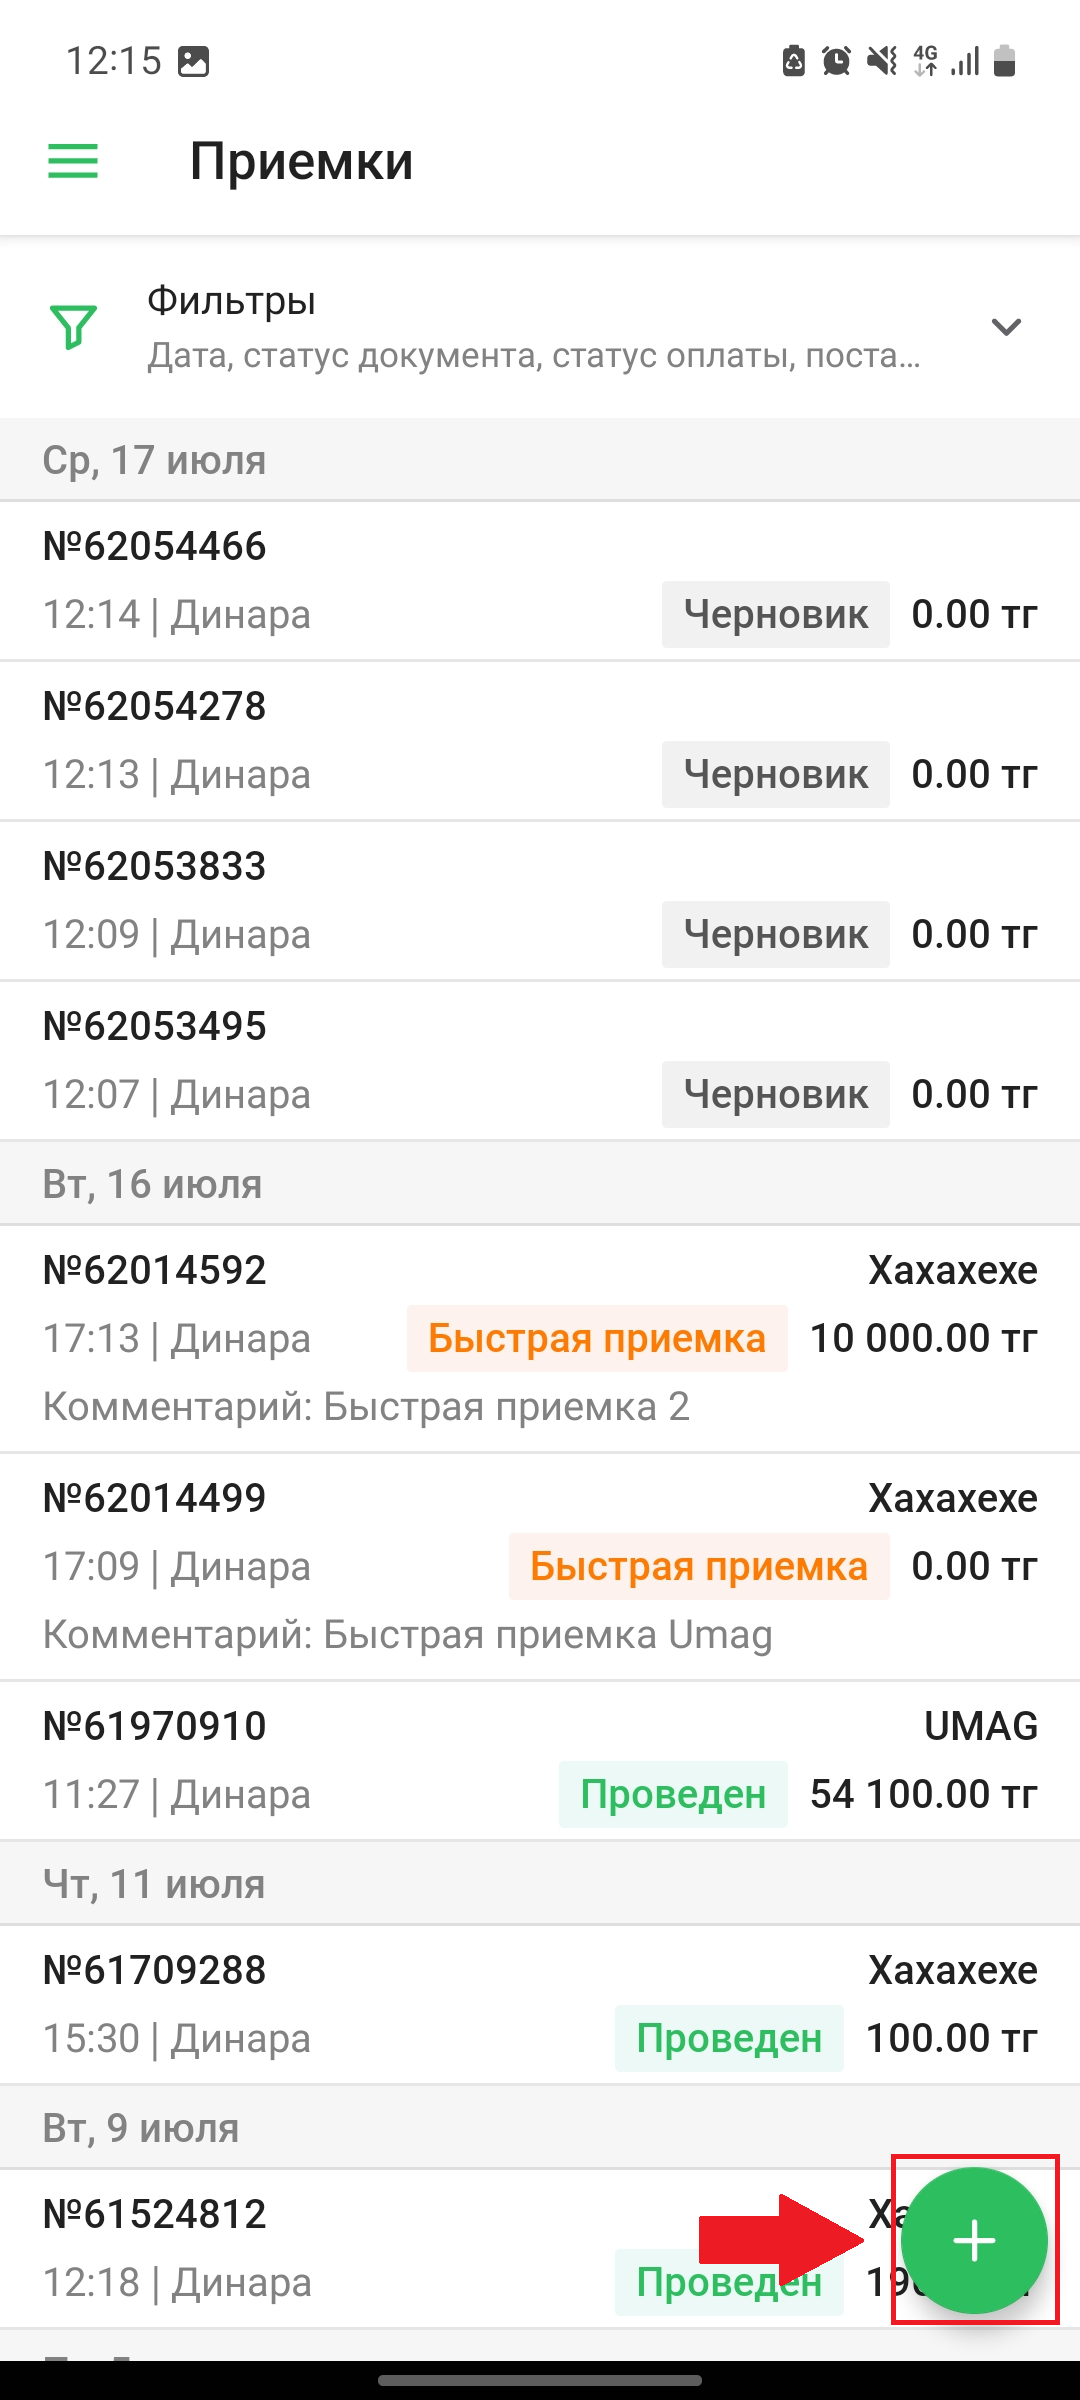 12:15
4G
Приемки
Фильтры
Дата, статус документа, статус оплаты, поста...
Ср, 17 июля
№62054466
12:14 | Динара Черновик 0.00 тг
№62054278
12:13 | Динара Черновик 0.00 тг
№62053833
12:09 | Динара Черновик 0.00 тг
№62053495
12:07 | Динара Черновик 0.00 тг
Вт, 16 июля
№62014592 Хахахехе
17:13 | Динара Быстрая приемка 10 000.00 тг
Комментарий: Быстрая приемка 2
№62014499 Хахахехе
17:09 | Динара Быстрая приемка 0.00 тг
Комментарий: Быстрая приемка Umag
№61970910 UMAG
11:27 | Динара Проведен 54 100.00 тг
Чт, 11 июля
№61709288 Хахахехе
15:30 | Динара Проведен 100.00 тг
Вт, 9 июля
№61524812
12:18 | Динара Проведен